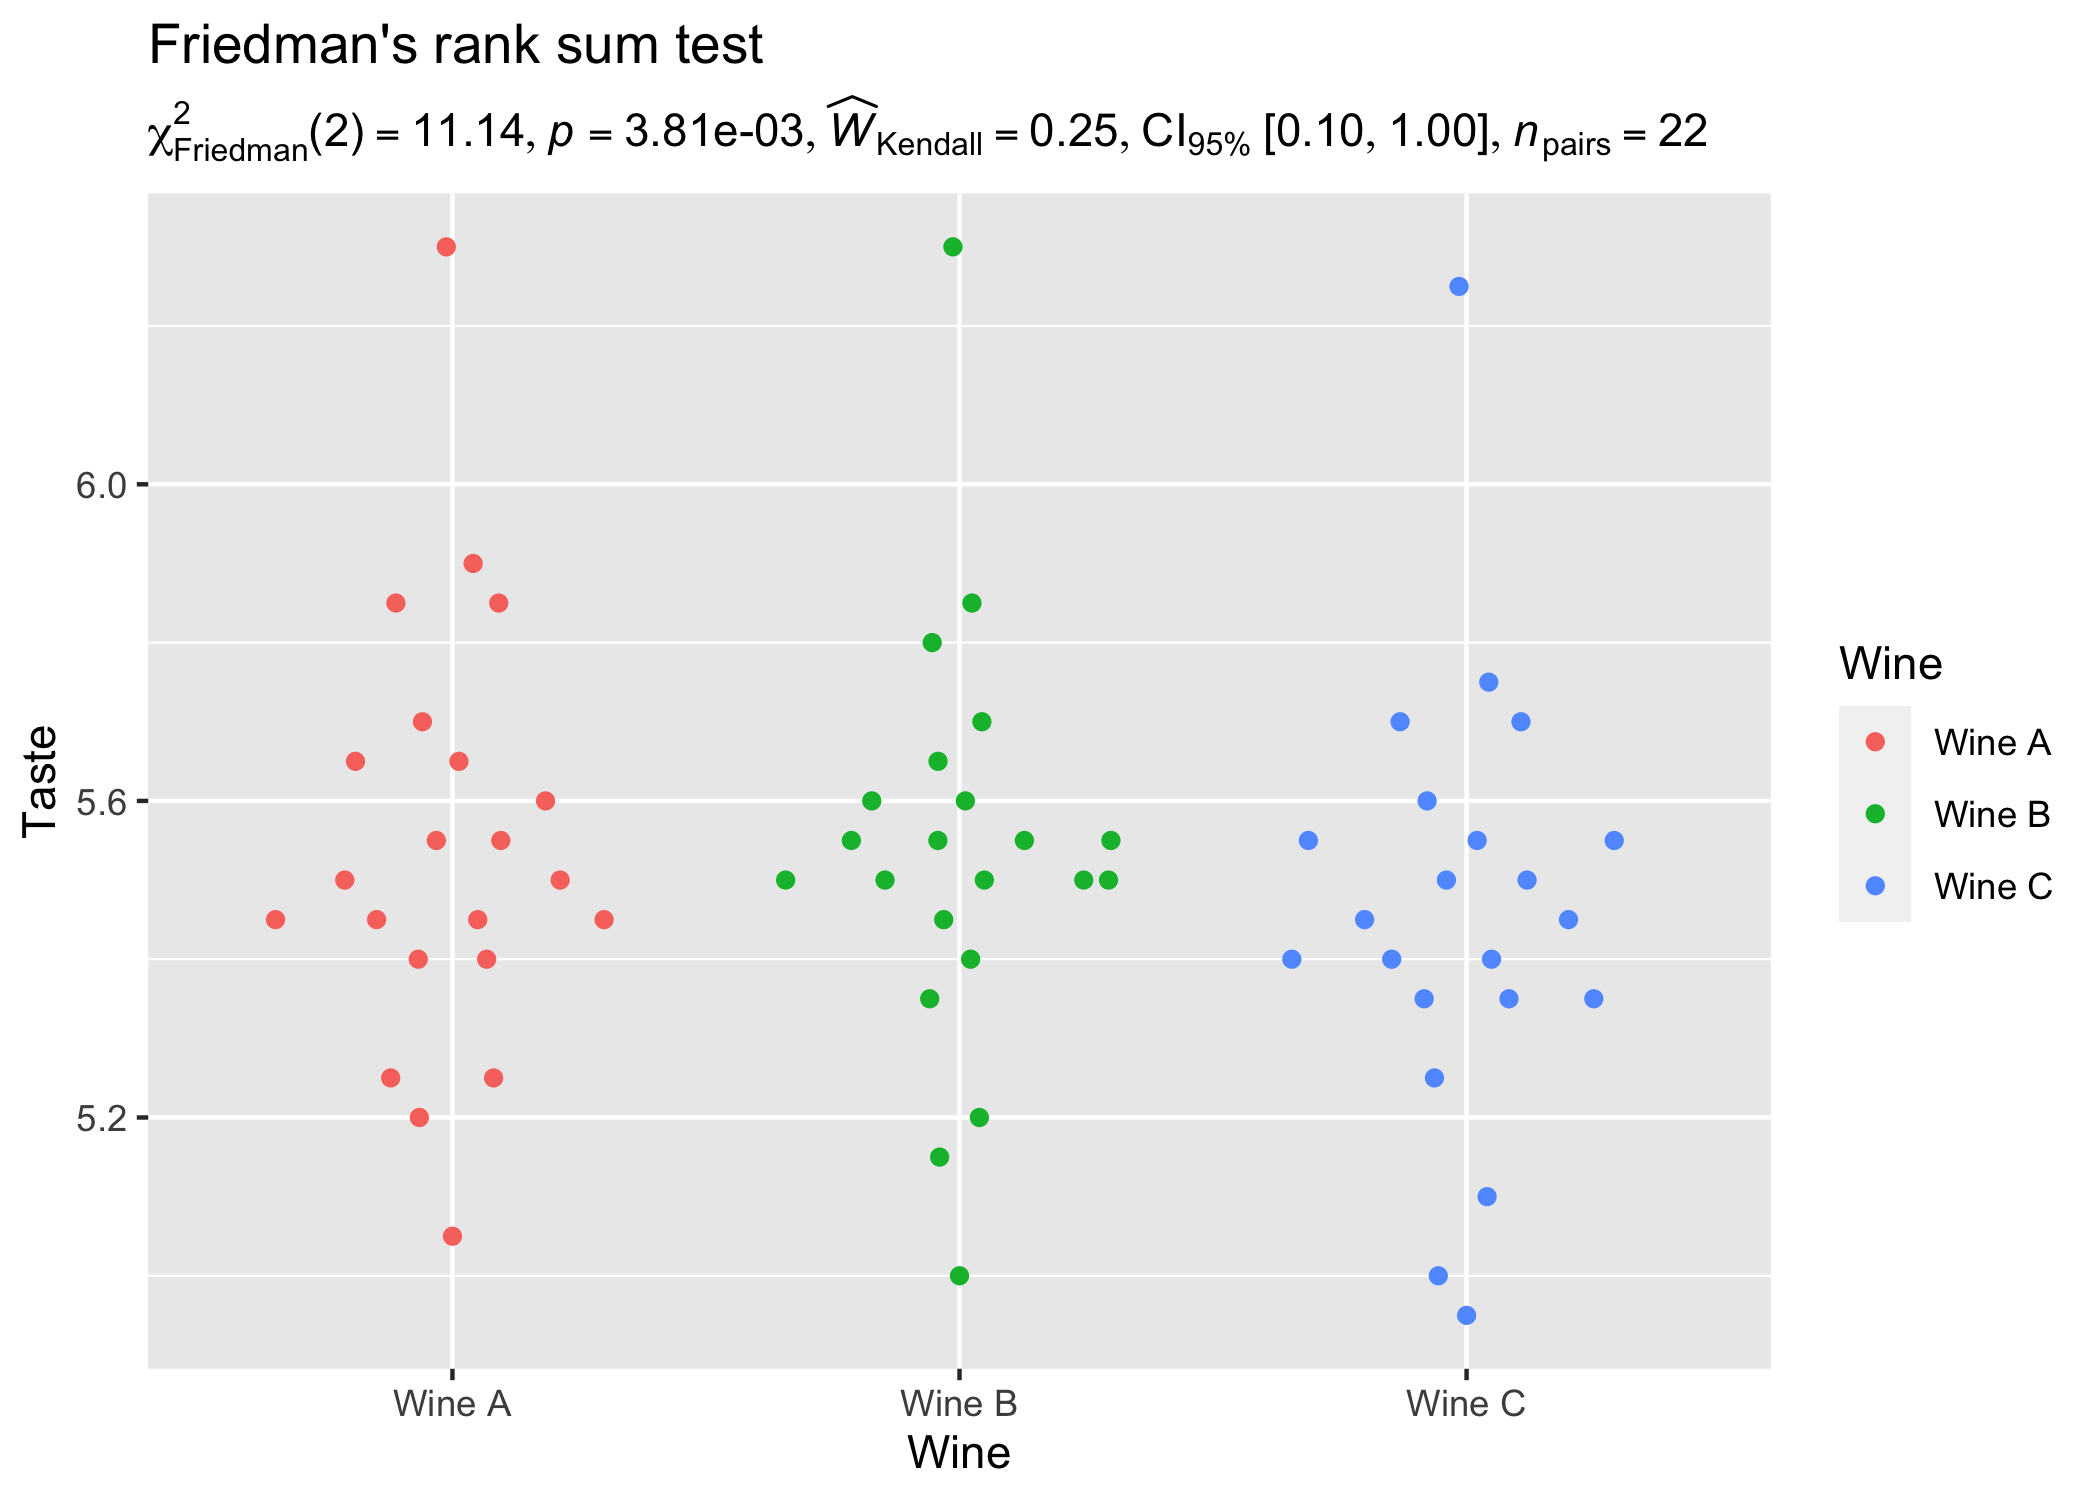 Friedman's rank sum test
χ²Friedman(2) = 11.14, p = 3.81e-03, ŴKendall = 0.25, CI95% [0.10, 1.00], npairs = 22
6.0
5.6
5.2
Taste
Wine A
Wine B
Wine C
Wine
Wine
Wine A
Wine B
Wine C